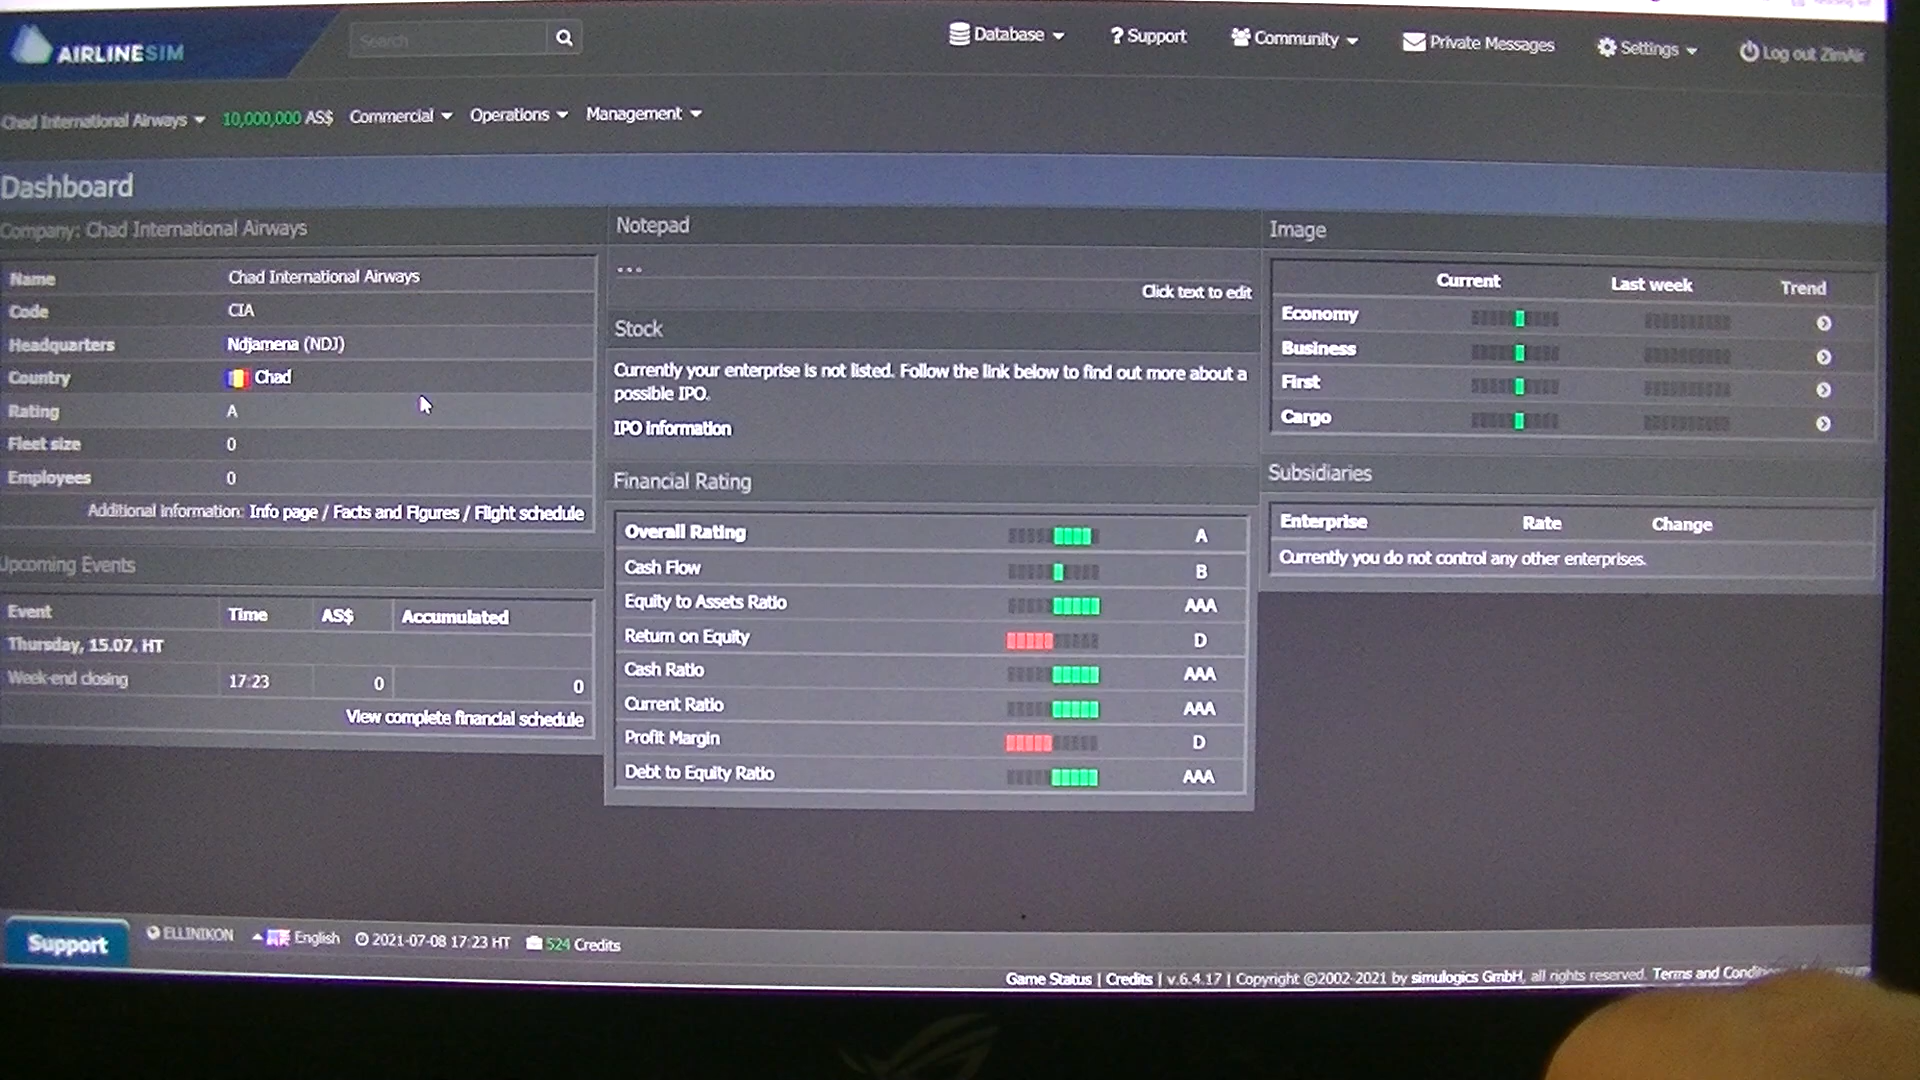 AIRLINESIM
Search
Database
? Support
Community
Private Messages
Settings
Log out ZimAir
Chad International Airways
10,000,000 AS$
Commercial
Operations
Management
Dashboard
Company: Chad International Airways
Name Chad International Airways
Code CIA
Headquarters Ndjamena (NDJ)
Country Chad
Rating A
Fleet size 0
Employees 0
Additional information: Info page / Facts and Figures / Flight schedule
Upcoming Events
Event Time AS$ Accumulated
Thursday, 15.07. HT
Week-end closing 17:23 0 0
View complete financial schedule
Notepad
...
Click text to edit
Stock
Currently your enterprise is not listed. Follow the link below to find out more about a
possible IPO.
IPO information
Financial Rating
Overall Rating A
Cash Flow B
Equity to Assets Ratio AAA
Return on Equity D
Cash Ratio AAA
Current Ratio AAA
Profit Margin D
Debt to Equity Ratio AAA
Image
Current Last week Trend
Economy
Business
First
Cargo
Subsidiaries
Enterprise Rate Change
Currently you do not control any other enterprises.
Support
ELLINIKON
English
2021-07-08 17:23 HT
524 Credits
Game Status | Credits | v.6.4.17 | Copyright ©2002-2021 by simulogics GmbH, all rights reserved. Terms and